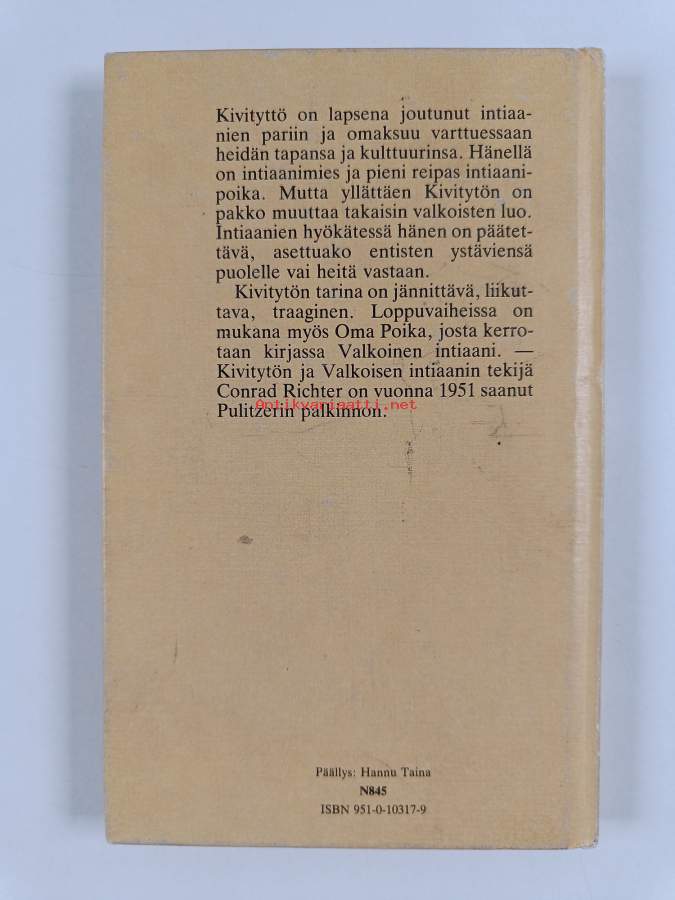 Kivityttö on lapsena joutunut intiaa-
nien pariin ja omaksuu varttuessaan
heidän tapansa ja kulttuurinsa. Hänellä
on intiaanimies ja pieni reipas intiaani-
poika. Mutta yllättäen Kivitytön on
pakko muuttaa takaisin valkoisten luo.
Intiaanien hyökätessä hänen on päätet-
tävä, asettuako entisten ystäviensä
puolelle vai heitä vastaan.
Kivitytön tarina on jännittävä, liikut-
tava, traaginen. Loppuvaiheissa on
mukana myös Oma Poika, josta kerro-
taan kirjassa Valkoinen intiaani. —
Kivitytön ja Valkoisen intiaanin tekijä
Conrad Richter on vuonna 1951 saanut
Pulitzerin palkinnon.
Antikvariaatti.net
Päällys: Hannu Taina
N845
ISBN 951-0-10317-9